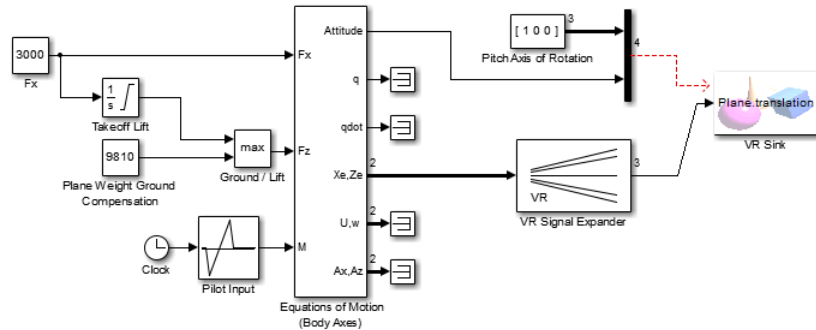 3000
Fx
1
s
Takeoff Lift
9810
Plane Weight Ground
Compensation
max
Ground / Lift
Clock
Pilot Input
Fx
Fz
M
Attitude
q
qdot
Xe,Ze
U,w
Ax,Az
Equations of Motion
(Body Axes)
2
2
2
[ 1 0 0 ]
Pitch Axis of Rotation
3
4
VR
VR Signal Expander
3
Plane.translation
VR Sink